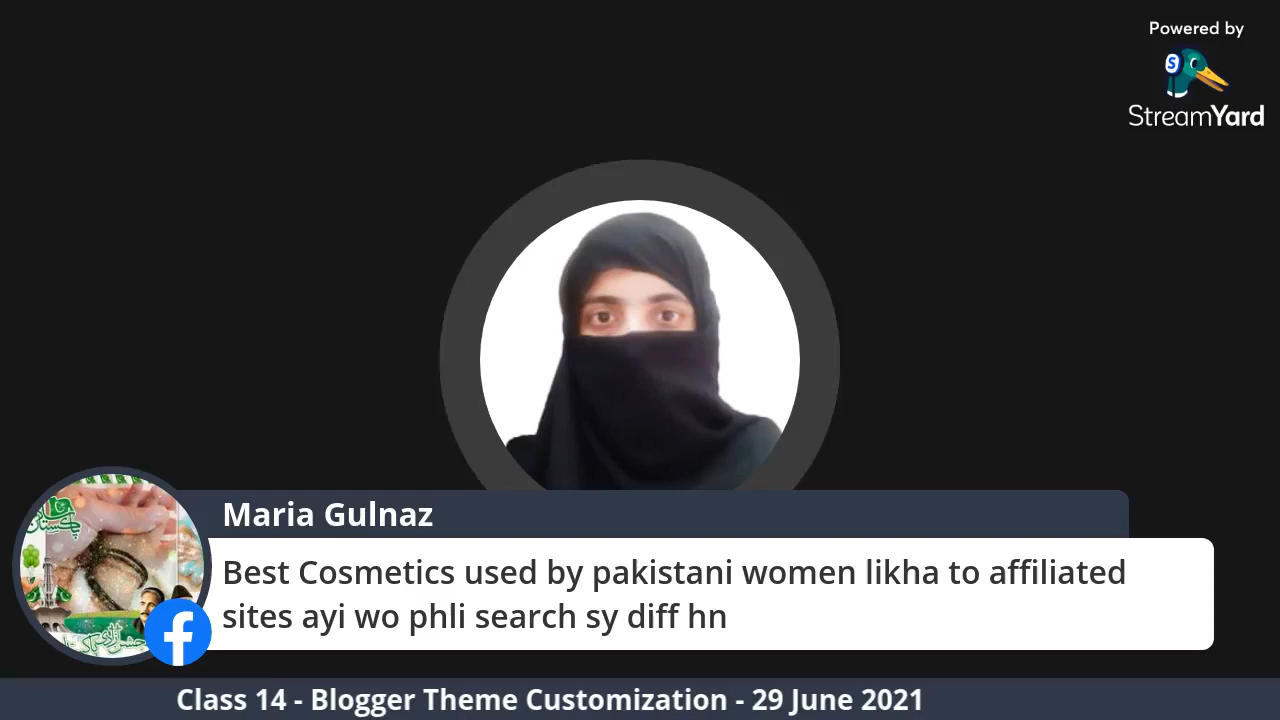 Powered by
S
StreamYard
Maria Gulnaz
Best Cosmetics used by pakistani women likha to affiliated
sites ayi wo phli search sy diff hn
Class 14 - Blogger Theme Customization - 29 June 2021